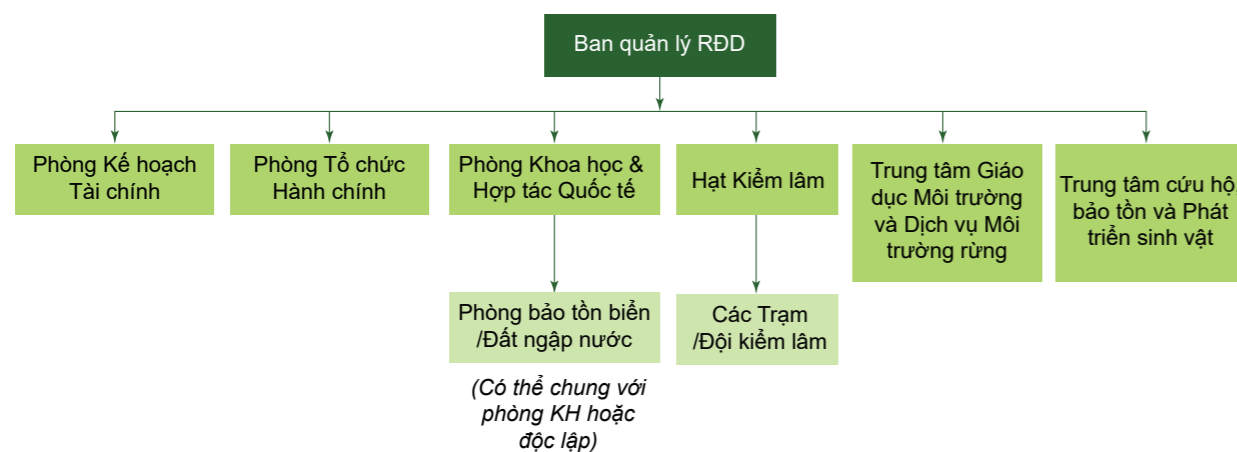 Ban quản lý RĐD
Phòng Kế hoạch
Tài chính
Phòng Tổ chức
Hành chính
Phòng Khoa học &
Hợp tác Quốc tế
Hạt Kiểm lâm
Trung tâm Giáo
dục Môi trường
và Dịch vụ Môi
trường rừng
Trung tâm cứu hộ,
bảo tồn và Phát
triển sinh vật
Phòng bảo tồn biển
/Đất ngập nước
Các Trạm
/Đội kiểm lâm
(Có thể chung với
phòng KH hoặc
độc lập)